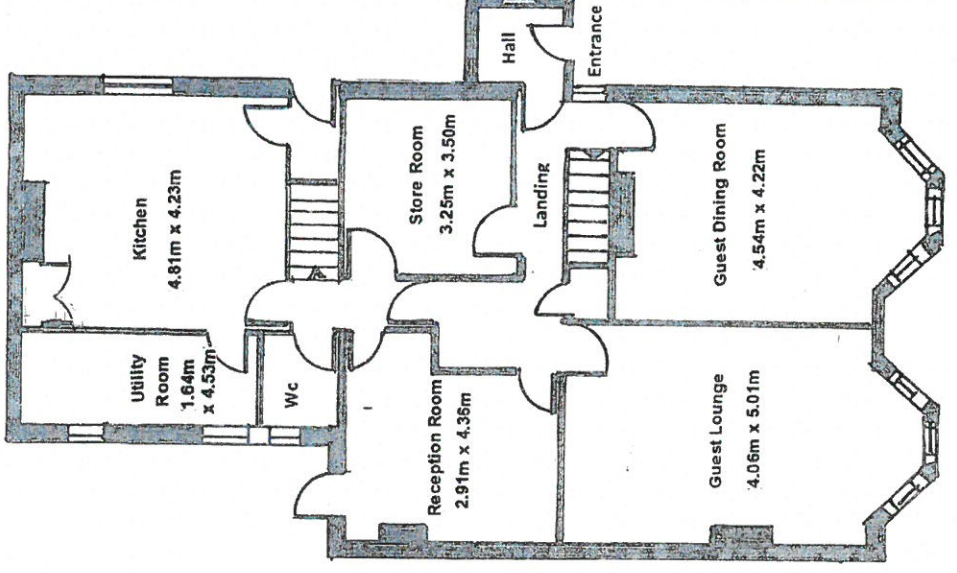 Hall
Entrance
Kitchen
4.81m x 4.23m
Store Room
3.25m x 3.50m
Landing
Guest Dining Room
4.54m x 4.22m
Utility
Room
1.64m
x 4.53m
Wc
Reception Room
2.91m x 4.36m
Guest Lounge
4.06m x 5.01m